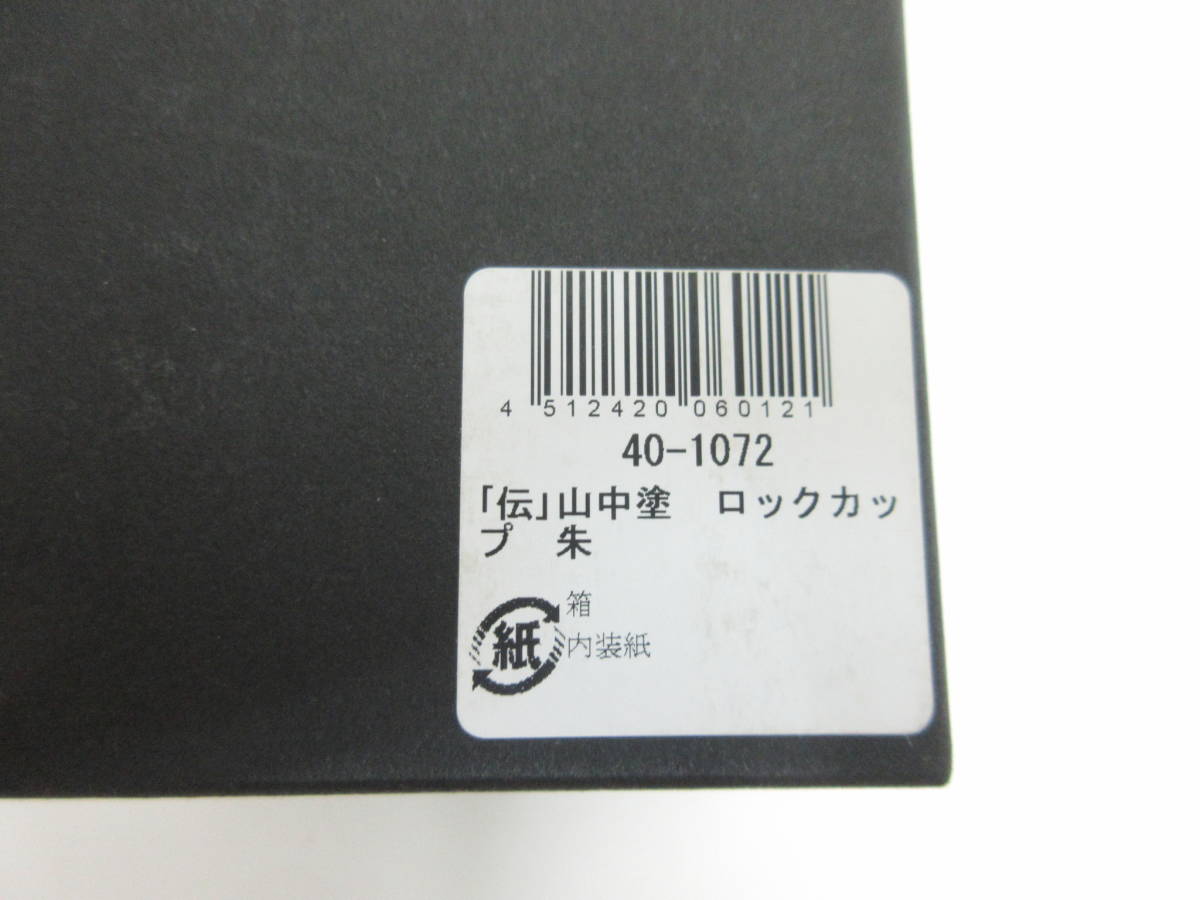 4 512420 060121
40-1072
「伝」山中塗　ロックカッ
プ　朱
箱
紙 内装紙